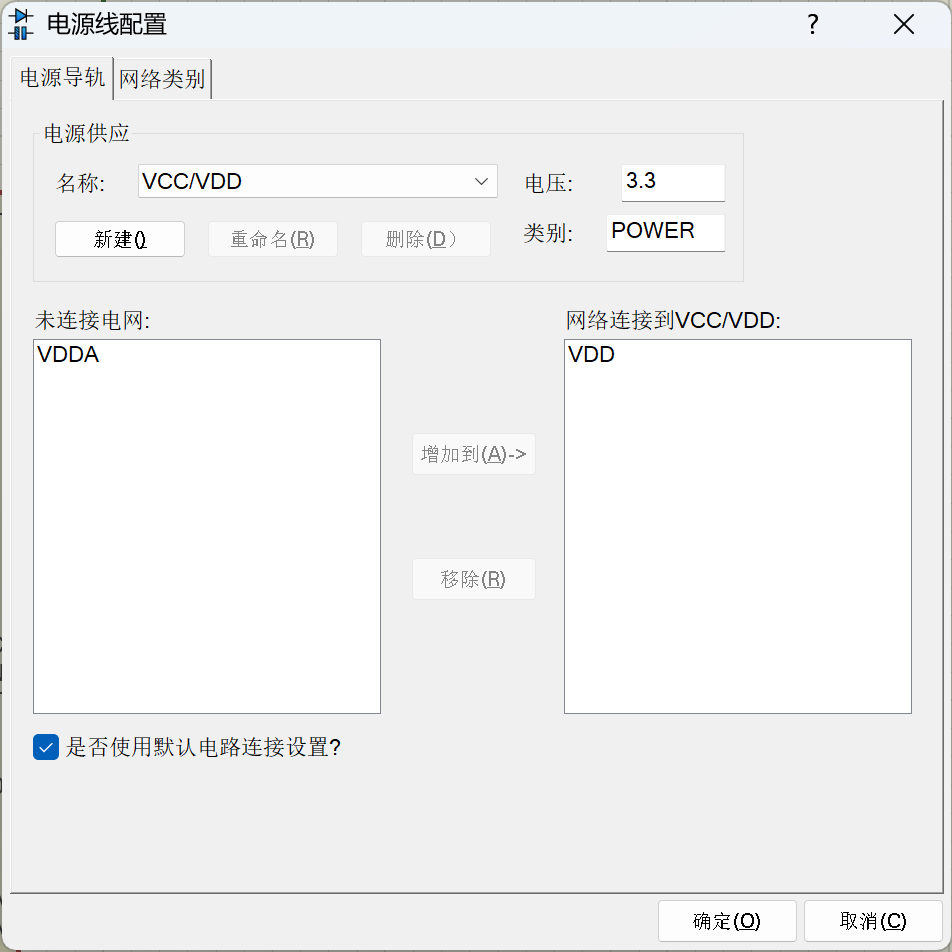 电源线配置 ?
电源导轨 网络类别
电源供应
名称: VCC/VDD 电压: 3.3
新建() 重命名(R) 删除(D） 类别: POWER
未连接电网: 网络连接到VCC/VDD:
VDDA VDD
增加到(A)->
移除(R)
是否使用默认电路连接设置?
确定(O) 取消(C)